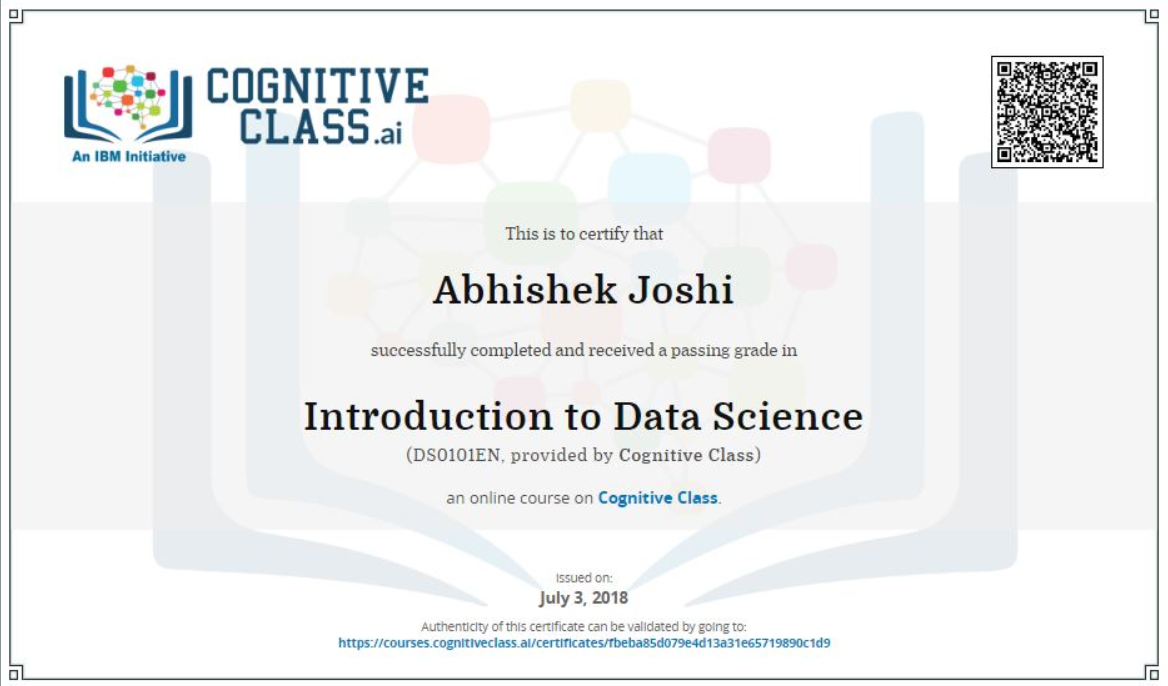 COGNITIVE
CLASS.ai
An IBM Initiative
This is to certify that
Abhishek Joshi
successfully completed and received a passing grade in
Introduction to Data Science
(DS0101EN, provided by Cognitive Class)
an online course on Cognitive Class.
Issued on:
July 3, 2018
Authenticity of this certificate can be validated by going to:
https://courses.cognitiveclass.ai/certificates/fbeba85d079e4d13a31e65719890c1d9